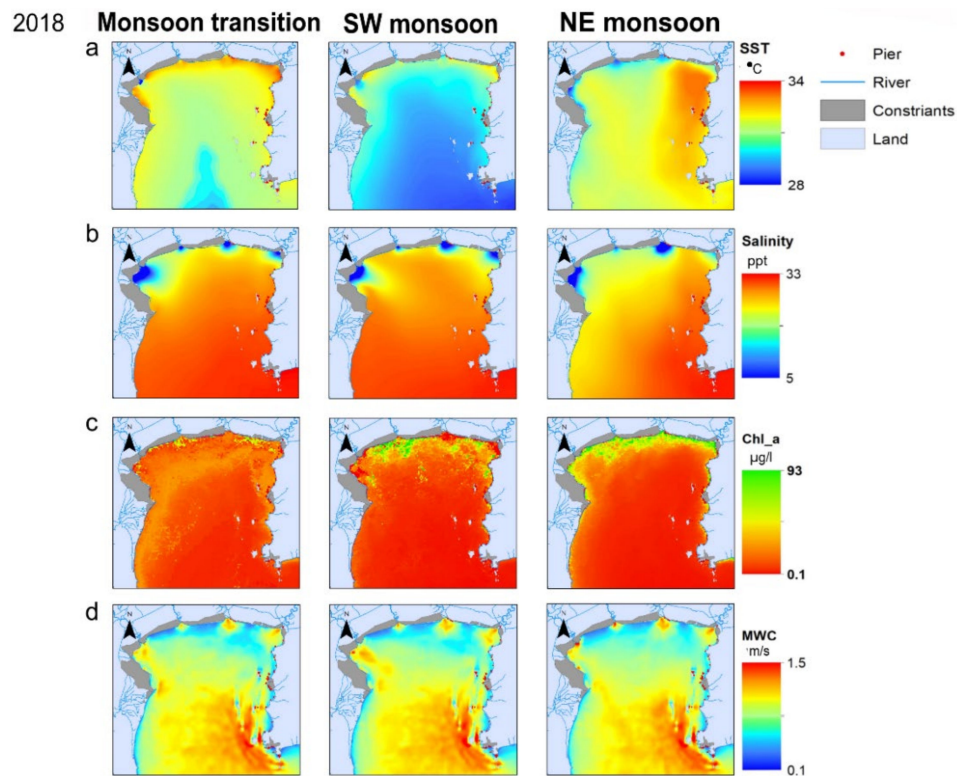 2018 Monsoon transition SW monsoon NE monsoon
a
N
N
N
SST
°C
34
28
Pier
River
Constriants
Land
b
N
N
N
Salinity
ppt
33
5
c
N
N
N
Chl_a
µg/l
93
0.1
d
N
N
N
MWC
m/s
1.5
0.1